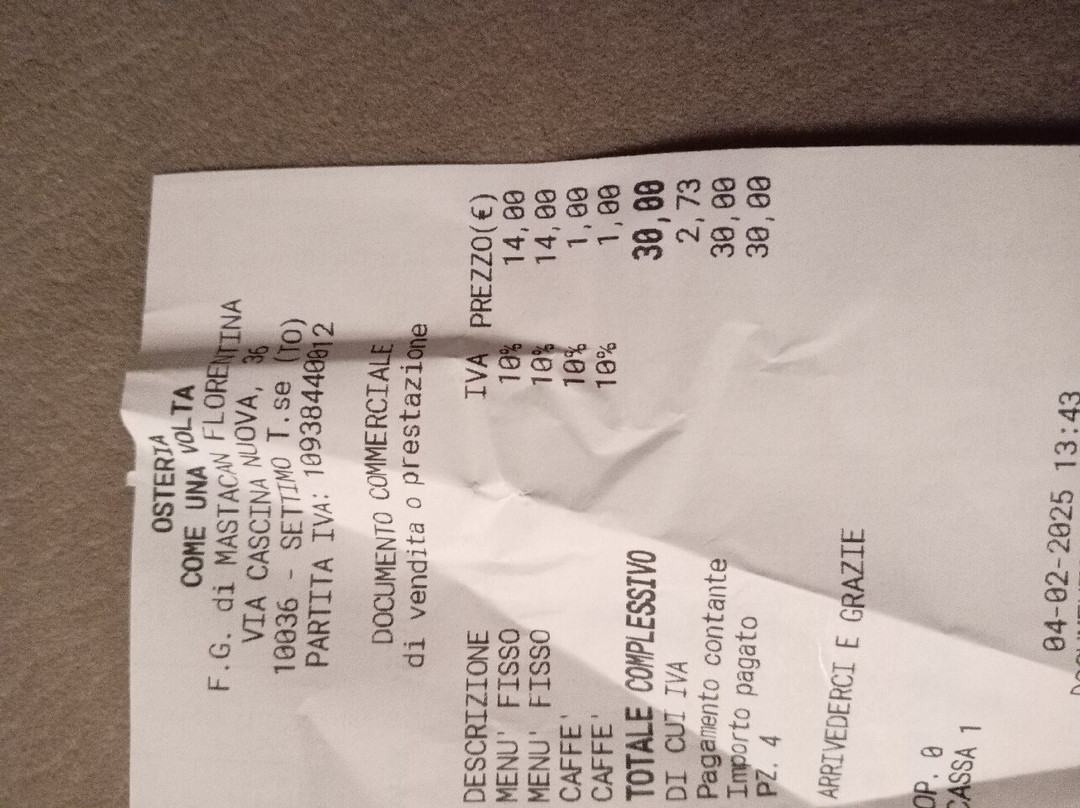 OSTERIA
COME UNA VOLTA
F.G. di MASTACAN FLORENTINA
VIA CASCINA NUOVA, 36
10036 - SETTIMO T.se (TO)
PARTITA IVA: 10938440012
DOCUMENTO COMMERCIALE
di vendita o prestazione
DESCRIZIONE IVA PREZZO(€)
MENU' FISSO 10% 14,00
MENU' FISSO 10% 14,00
CAFFE' 10% 1,00
CAFFE' 10% 1,00
TOTALE COMPLESSIVO 30,00
DI CUI IVA 2,73
Pagamento contante 30,00
Importo pagato 30,00
PZ. 4
ARRIVEDERCI E GRAZIE
OP. 0
CASSA 1
04-02-2025 13:43